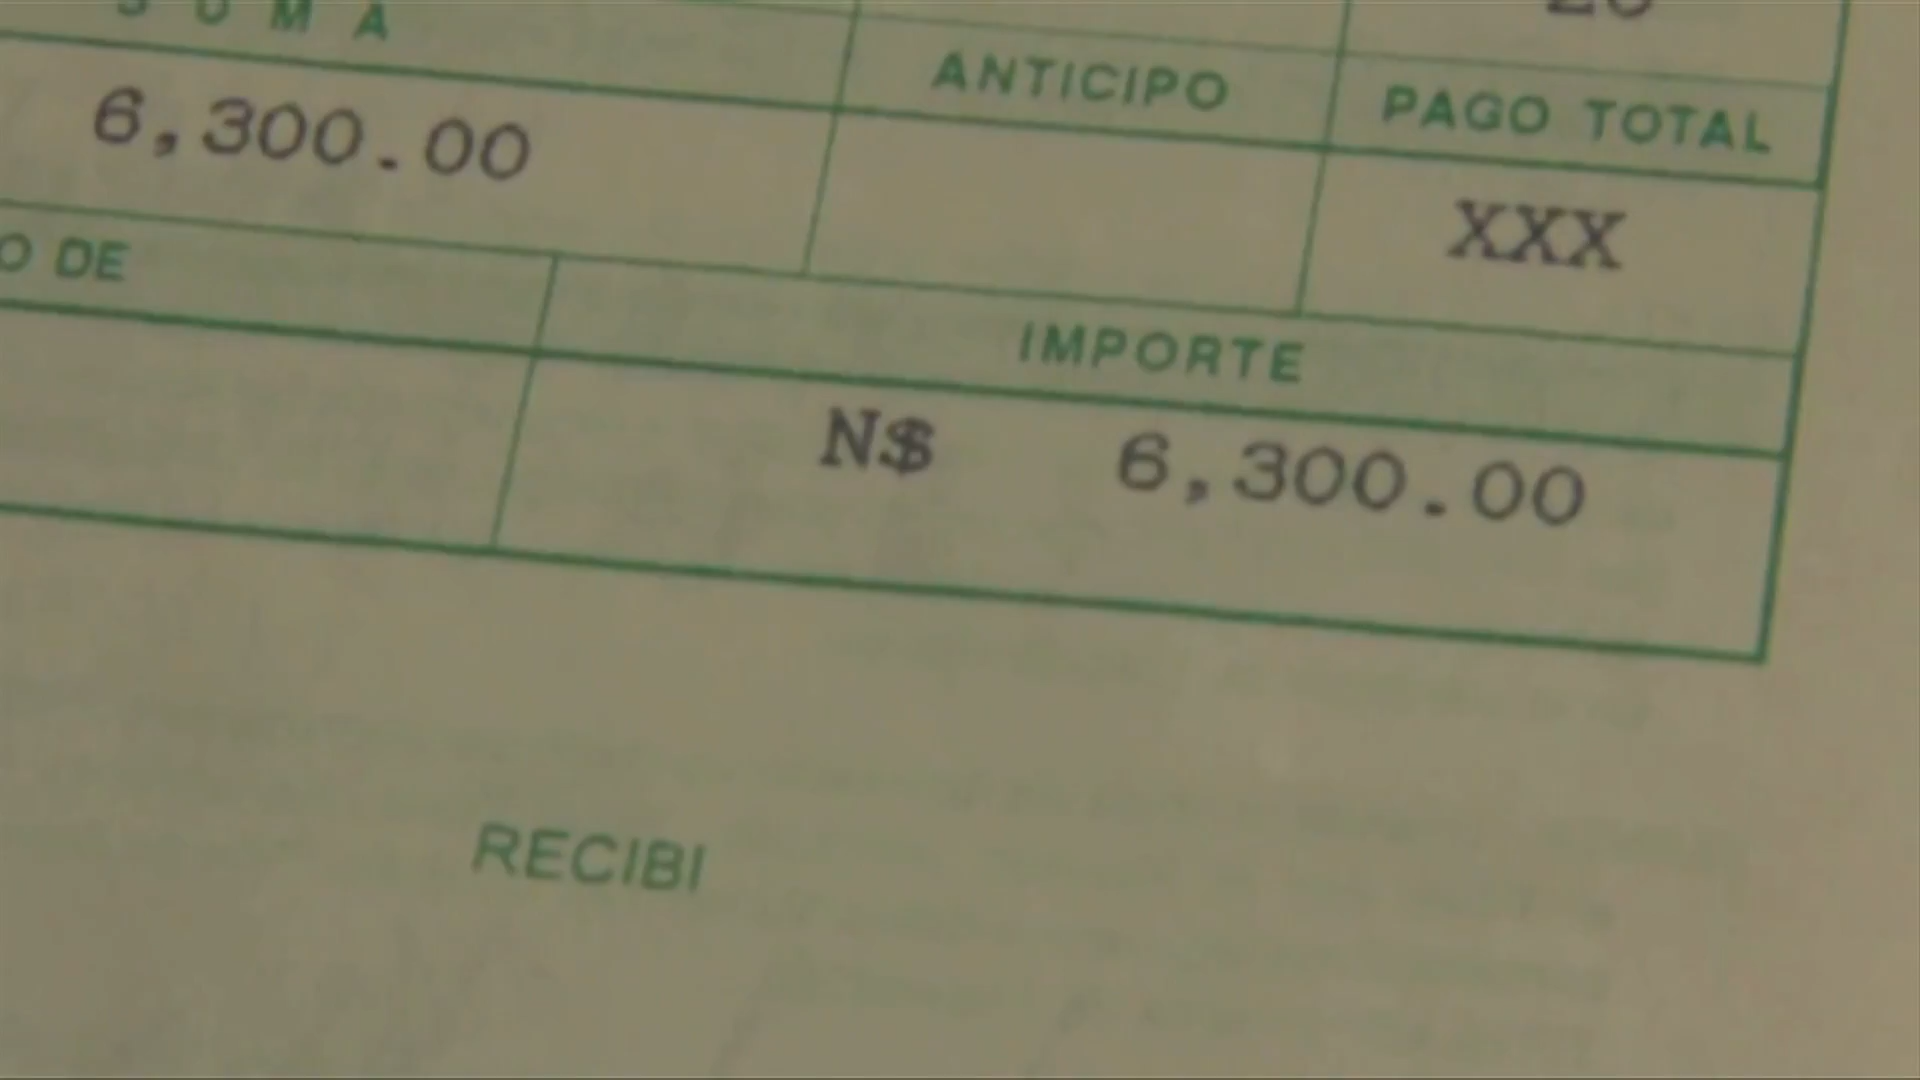 S U M A
ANTICIPO
PAGO TOTAL
6,300.00
XXX
O DE
IMPORTE
N$ 6,300.00
RECIBI